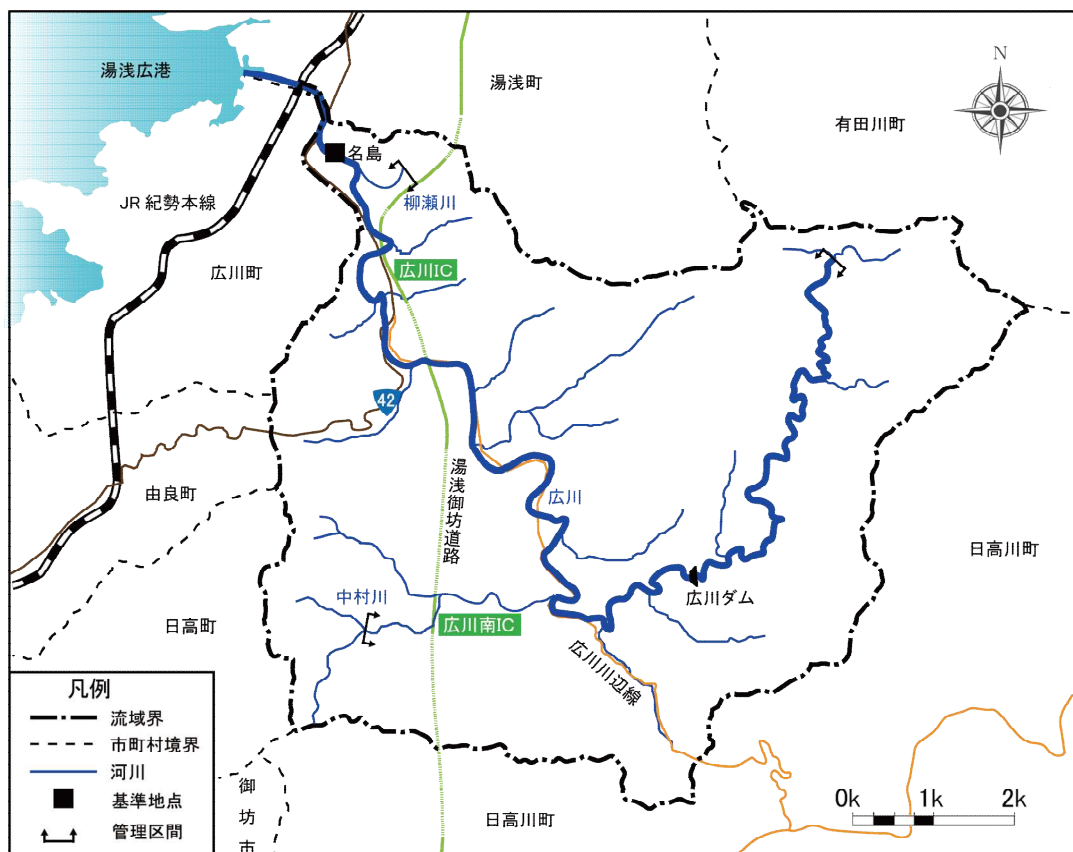 湯浅広港
湯浅町
N
有田川町
名島
JR紀勢本線
柳瀬川
広川町
広川IC
42
湯浅御坊道路
広川
由良町
日高川町
中村川
広川ダム
日高町
広川南IC
広川川辺線
凡例
流域界
市町村境界
河川
基準地点
管理区間
御坊市
日高川町
0k 1k 2k